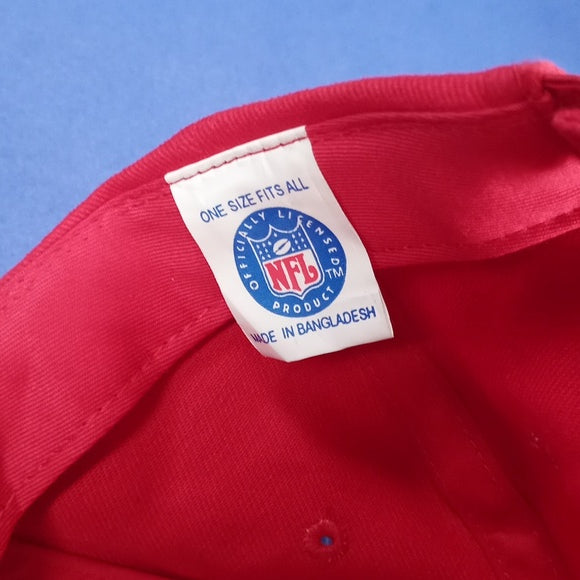 ONE SIZE FITS ALL
OFFICIALLY LICENSED
NFL
TM
PRODUCT
MADE IN BANGLADESH